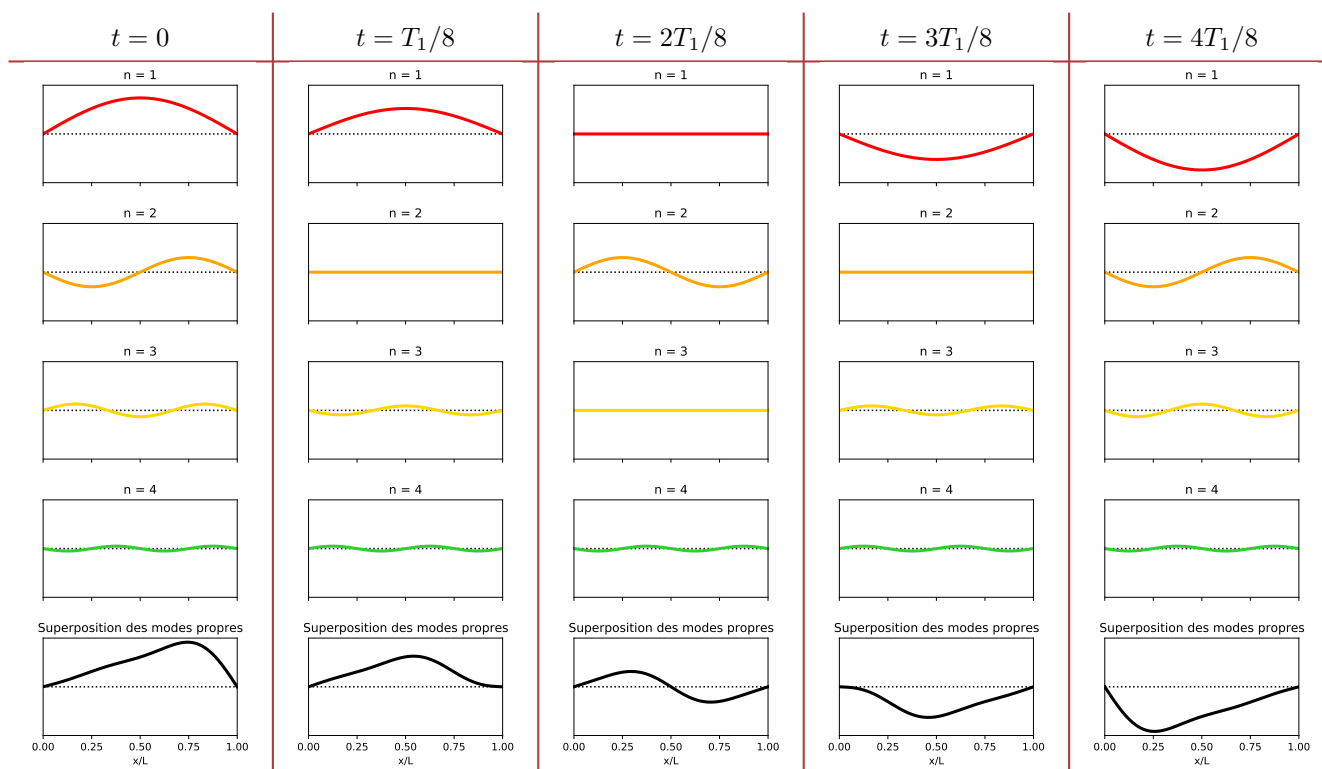 t = 0 t = T₁/8 t = 2T₁/8 t = 3T₁/8 t = 4T₁/8
n = 1 n = 1 n = 1 n = 1 n = 1
n = 2 n = 2 n = 2 n = 2 n = 2
n = 3 n = 3 n = 3 n = 3 n = 3
n = 4 n = 4 n = 4 n = 4 n = 4
Superposition des modes propres Superposition des modes propres Superposition des modes propres Superposition des modes propres Superposition des modes propres
0.00 0.25 0.50 0.75 1.00 0.00 0.25 0.50 0.75 1.00 0.00 0.25 0.50 0.75 1.00 0.00 0.25 0.50 0.75 1.00 0.00 0.25 0.50 0.75 1.00
x/L x/L x/L x/L x/L